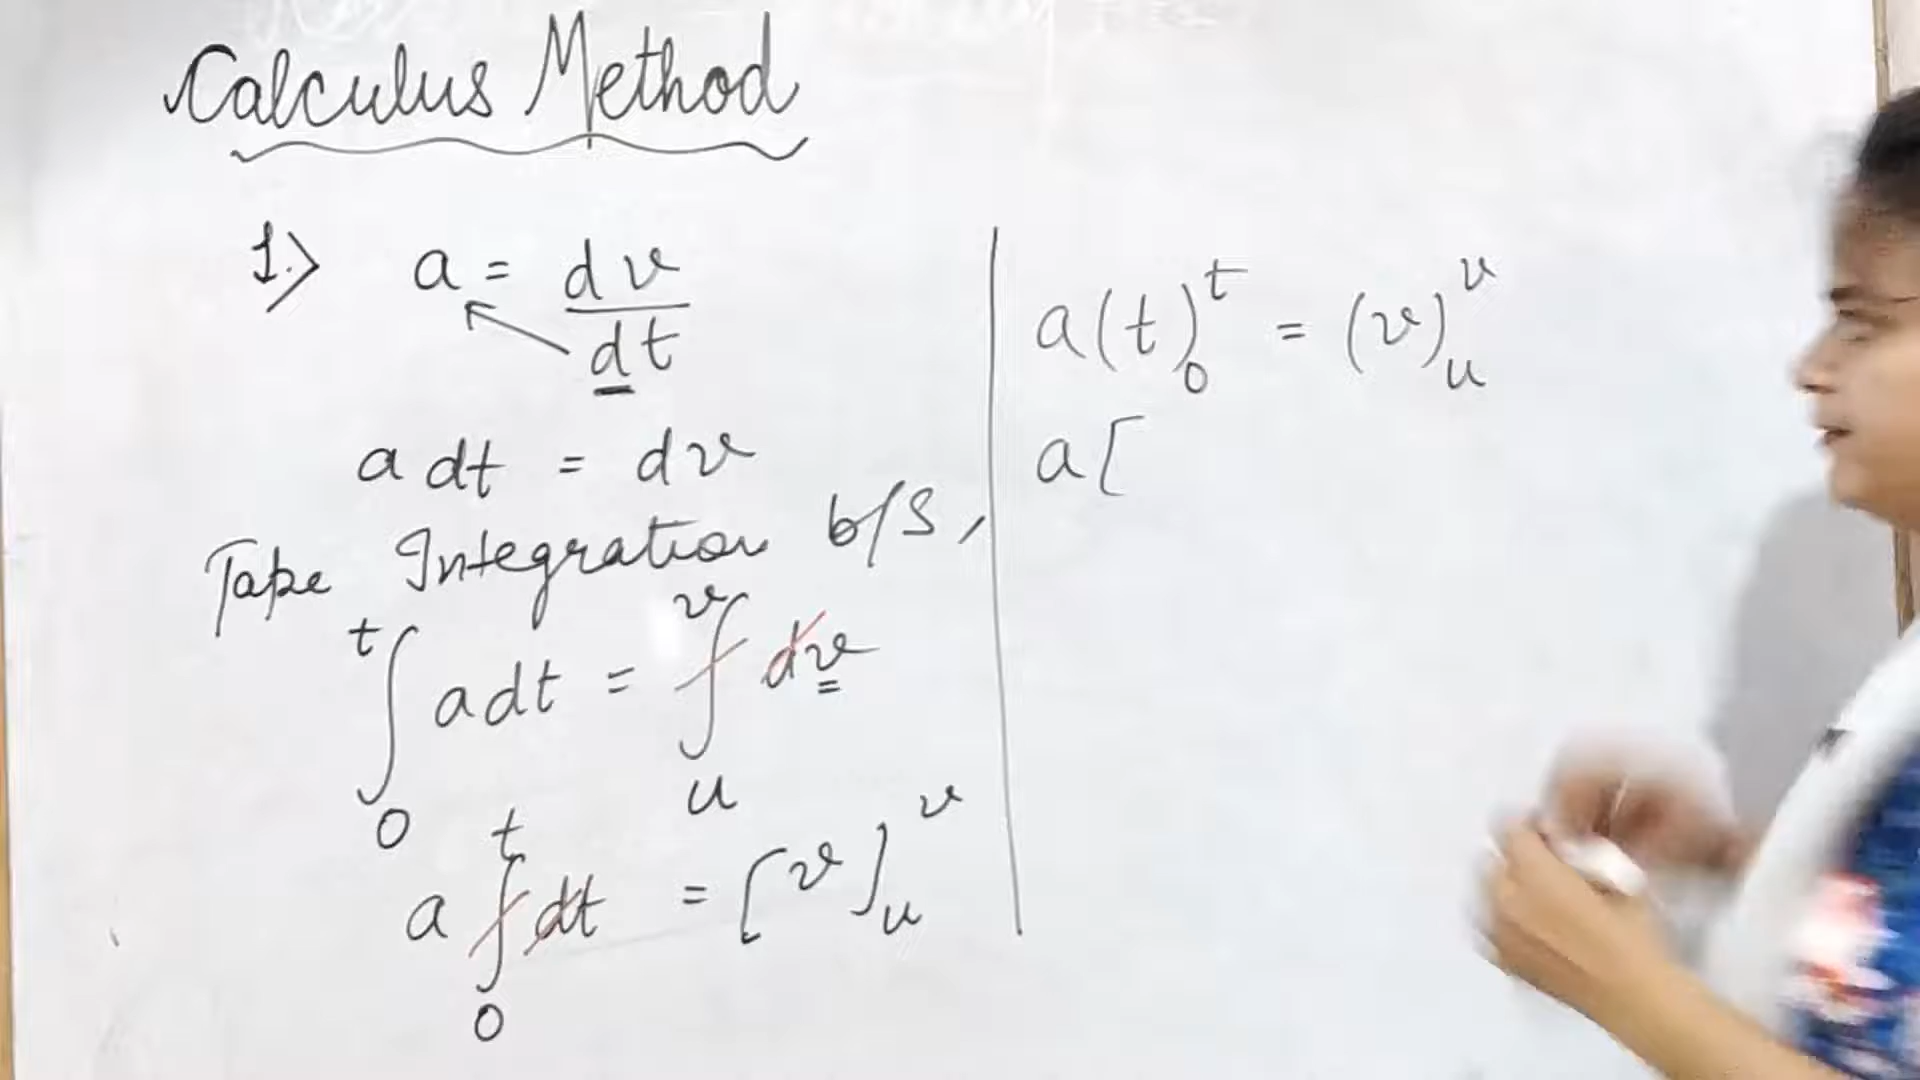 Calculus Method
1.> a = dv/dt
a dt = dv
Take Integration b/s,
∫₀ᵗ a dt = ∫ᵤᵛ dv
a ∫₀ᵗ dt = [v]ᵤᵛ
a(t)₀ᵗ = (v)ᵤᵛ
a[